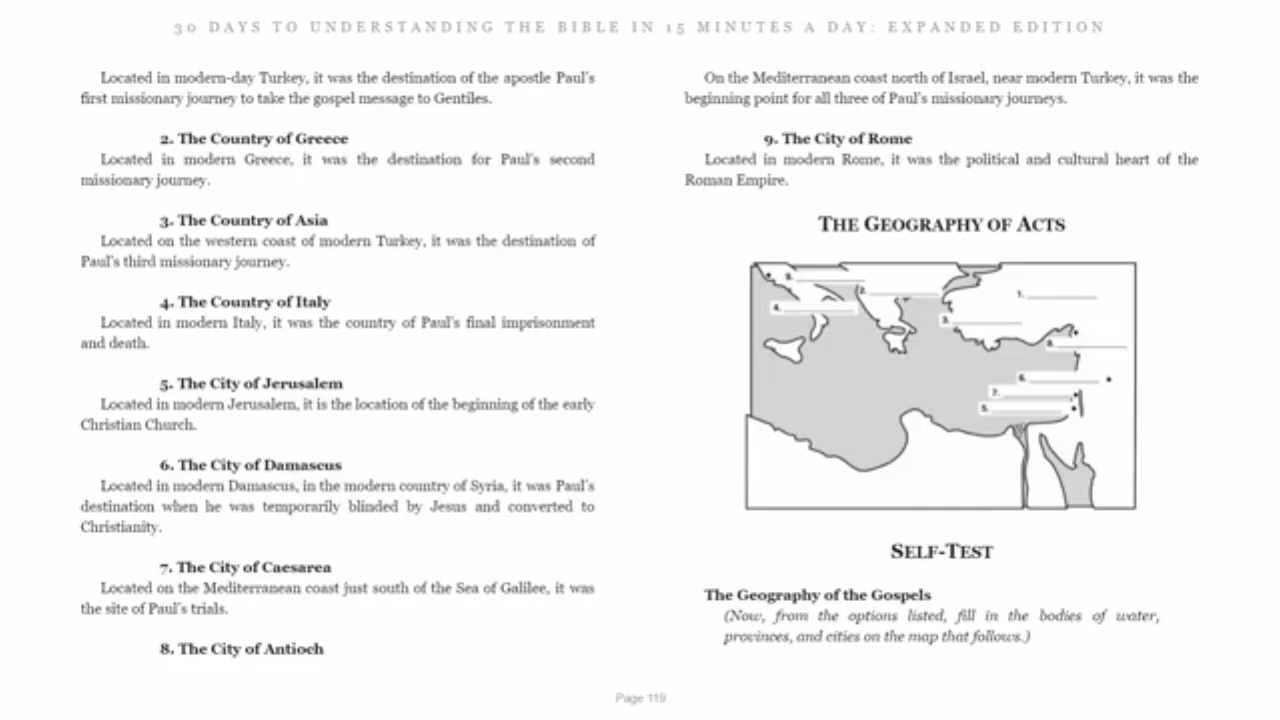 30 DAYS TO UNDERSTANDING THE BIBLE IN 15 MINUTES A DAY: EXPANDED EDITION
Located in modern-day Turkey, it was the destination of the apostle Paul's
first missionary journey to take the gospel message to Gentiles.
2. The Country of Greece
Located in modern Greece, it was the destination for Paul's second
missionary journey.
3. The Country of Asia
Located on the western coast of modern Turkey, it was the destination of
Paul's third missionary journey.
4. The Country of Italy
Located in modern Italy, it was the country of Paul's final imprisonment
and death.
5. The City of Jerusalem
Located in modern Jerusalem, it is the location of the beginning of the early
Christian Church.
6. The City of Damascus
Located in modern Damascus, in the modern country of Syria, it was Paul's
destination when he was temporarily blinded by Jesus and converted to
Christianity.
7. The City of Caesarea
Located on the Mediterranean coast just south of the Sea of Galilee, it was
the site of Paul's trials.
8. The City of Antioch
On the Mediterranean coast north of Israel, near modern Turkey, it was the
beginning point for all three of Paul's missionary journeys.
9. The City of Rome
Located in modern Rome, it was the political and cultural heart of the
Roman Empire.
THE GEOGRAPHY OF ACTS
9.
2.
1.
4.
3.
8.
6.
7.
5.
SELF-TEST
The Geography of the Gospels
(Now, from the options listed, fill in the bodies of water,
provinces, and cities on the map that follows.)
Page 119